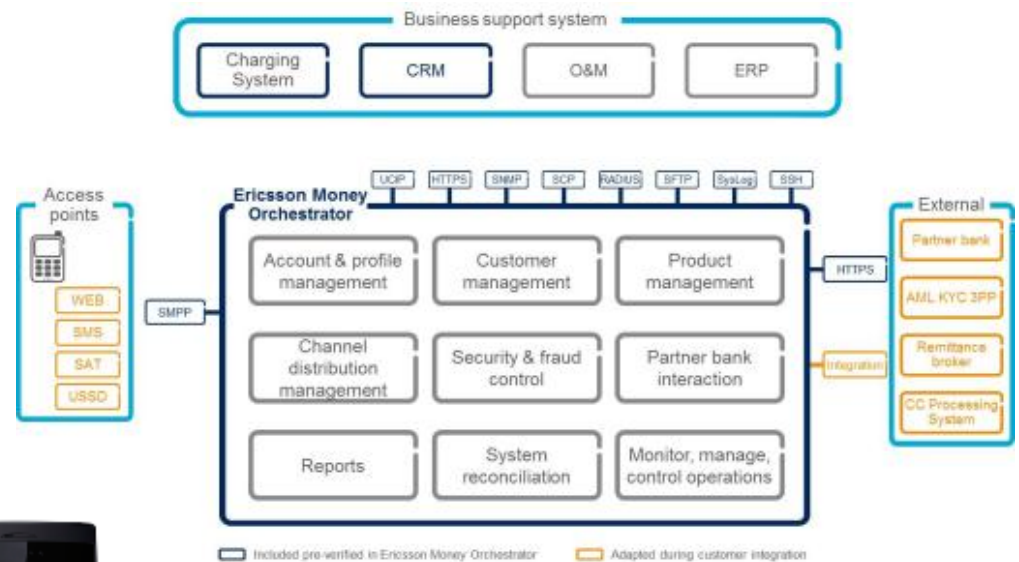 Business support system
Charging
System
CRM
O&M
ERP
UCIP
HTTPS
SNMP
SCP
RADIUS
SFTP
SysLog
SSH
Access
points
WEB
SMS
SAT
USSD
SMPP
Ericsson Money
Orchestrator
Account & profile
management
Customer
management
Product
management
Channel
distribution
management
Security & fraud
control
Partner bank
interaction
Reports
System
reconciliation
Monitor, manage,
control operations
HTTPS
Integration
External
Partner bank
AML KYC 3PP
Remittance
broker
CC Processing
System
Included pre-verified in Ericsson Money Orchestrator
Adapted during customer integration